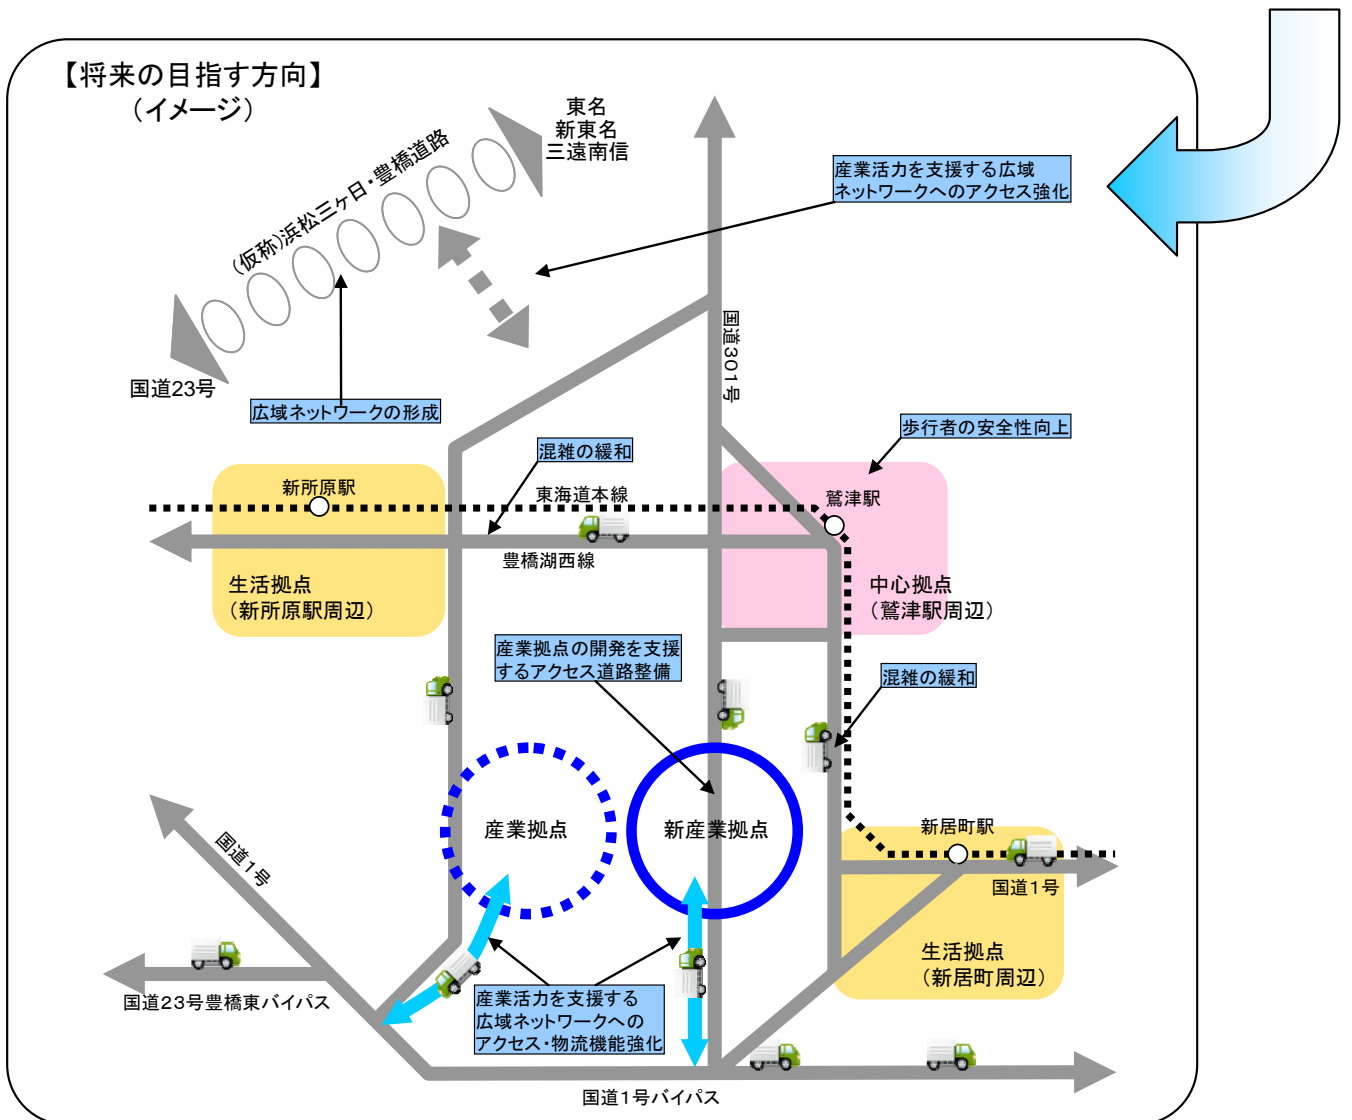 【将来の目指す方向】
（イメージ）
東名
新東名
三遠南信
(仮称)浜松三ヶ日・豊橋道路
産業活力を支援する広域
ネットワークへのアクセス強化
国道301号
国道23号
広域ネットワークの形成
歩行者の安全性向上
混雑の緩和
新所原駅
東海道本線
鷲津駅
豊橋湖西線
生活拠点
（新所原駅周辺）
中心拠点
（鷲津駅周辺）
産業拠点の開発を支援
するアクセス道路整備
混雑の緩和
産業拠点
新産業拠点
新居町駅
国道1号
国道1号
生活拠点
（新居町周辺）
国道23号豊橋東バイパス
産業活力を支援する
広域ネットワークへの
アクセス・物流機能強化
国道1号バイパス